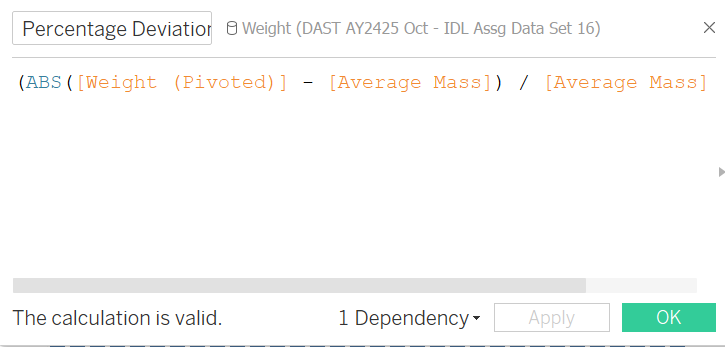 Percentage Deviation Weight (DAST AY2425 Oct - IDL Assg Data Set 16)
(ABS([Weight (Pivoted)] - [Average Mass]) / [Average Mass]
The calculation is valid. 1 Dependency Apply OK